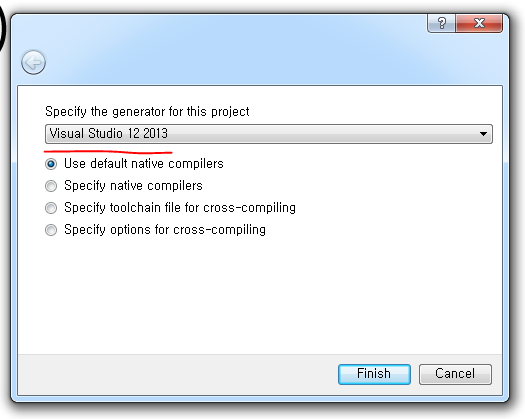 Specify the generator for this project
Visual Studio 12 2013
Use default native compilers
Specify native compilers
Specify toolchain file for cross-compiling
Specify options for cross-compiling
Finish Cancel